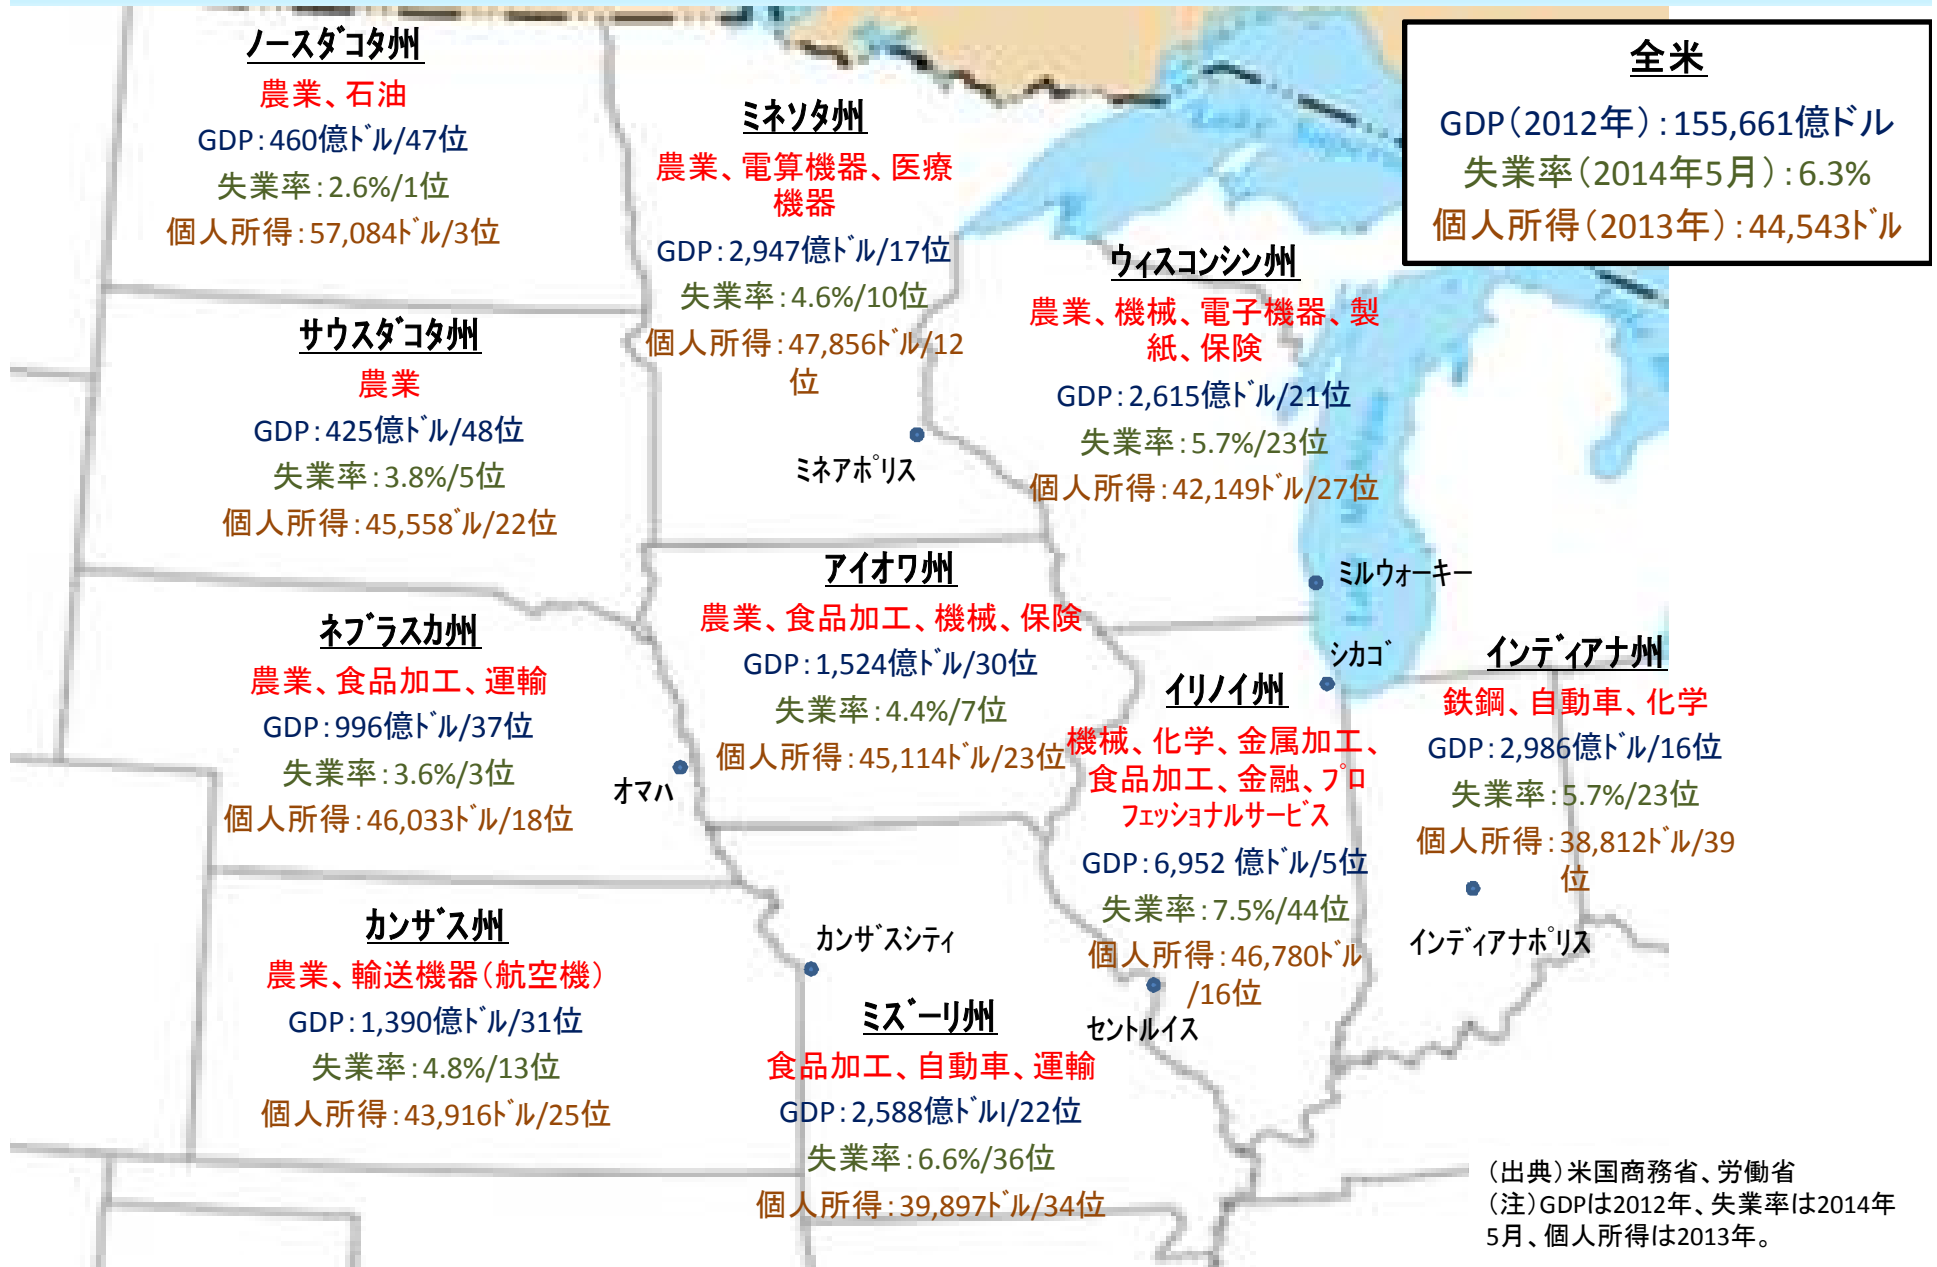 ノースダコタ州
農業、石油
GDP:460億ドル/47位
失業率:2.6%/1位
個人所得:57,084ドル/3位
ミネソタ州
農業、電算機器、医療
機器
GDP:2,947億ドル/17位
失業率:4.6%/10位
個人所得:47,856ドル/12
位
全米
GDP(2012年):155,661億ドル
失業率(2014年5月):6.3%
個人所得(2013年):44,543ドル
ウィスコンシン州
農業、機械、電子機器、製
紙、保険
GDP:2,615億ドル/21位
失業率:5.7%/23位
個人所得:42,149ドル/27位
サウスダコタ州
農業
GDP:425億ドル/48位
失業率:3.8%/5位
個人所得:45,558゙ル/22位
ミネアポリス
アイオワ州
農業、食品加工、機械、保険
GDP:1,524億ドル/30位
失業率:4.4%/7位
個人所得:45,114ドル/23位
ミルウォーキー
シカゴ
ネブラスカ州
農業、食品加工、運輸
GDP:996億ドル/37位
失業率:3.6%/3位
個人所得:46,033ドル/18位
オマハ
イリノイ州
機械、化学、金属加工、
食品加工、金融、プロ
フェッショナルサービス
GDP:6,952 億ドル/5位
失業率:7.5%/44位
個人所得:46,780ドル
/16位
インディアナ州
鉄鋼、自動車、化学
GDP:2,986億ドル/16位
失業率:5.7%/23位
個人所得:38,812ドル/39
位
インディアナポリス
カンザス州
農業、輸送機器(航空機)
GDP:1,390億ドル/31位
失業率:4.8%/13位
個人所得:43,916ドル/25位
カンザスシティ
セントルイス
ミズーリ州
食品加工、自動車、運輸
GDP:2,588億ドルl/22位
失業率:6.6%/36位
個人所得:39,897ドル/34位
(出典)米国商務省、労働省
(注)GDPは2012年、失業率は2014年
5月、個人所得は2013年。